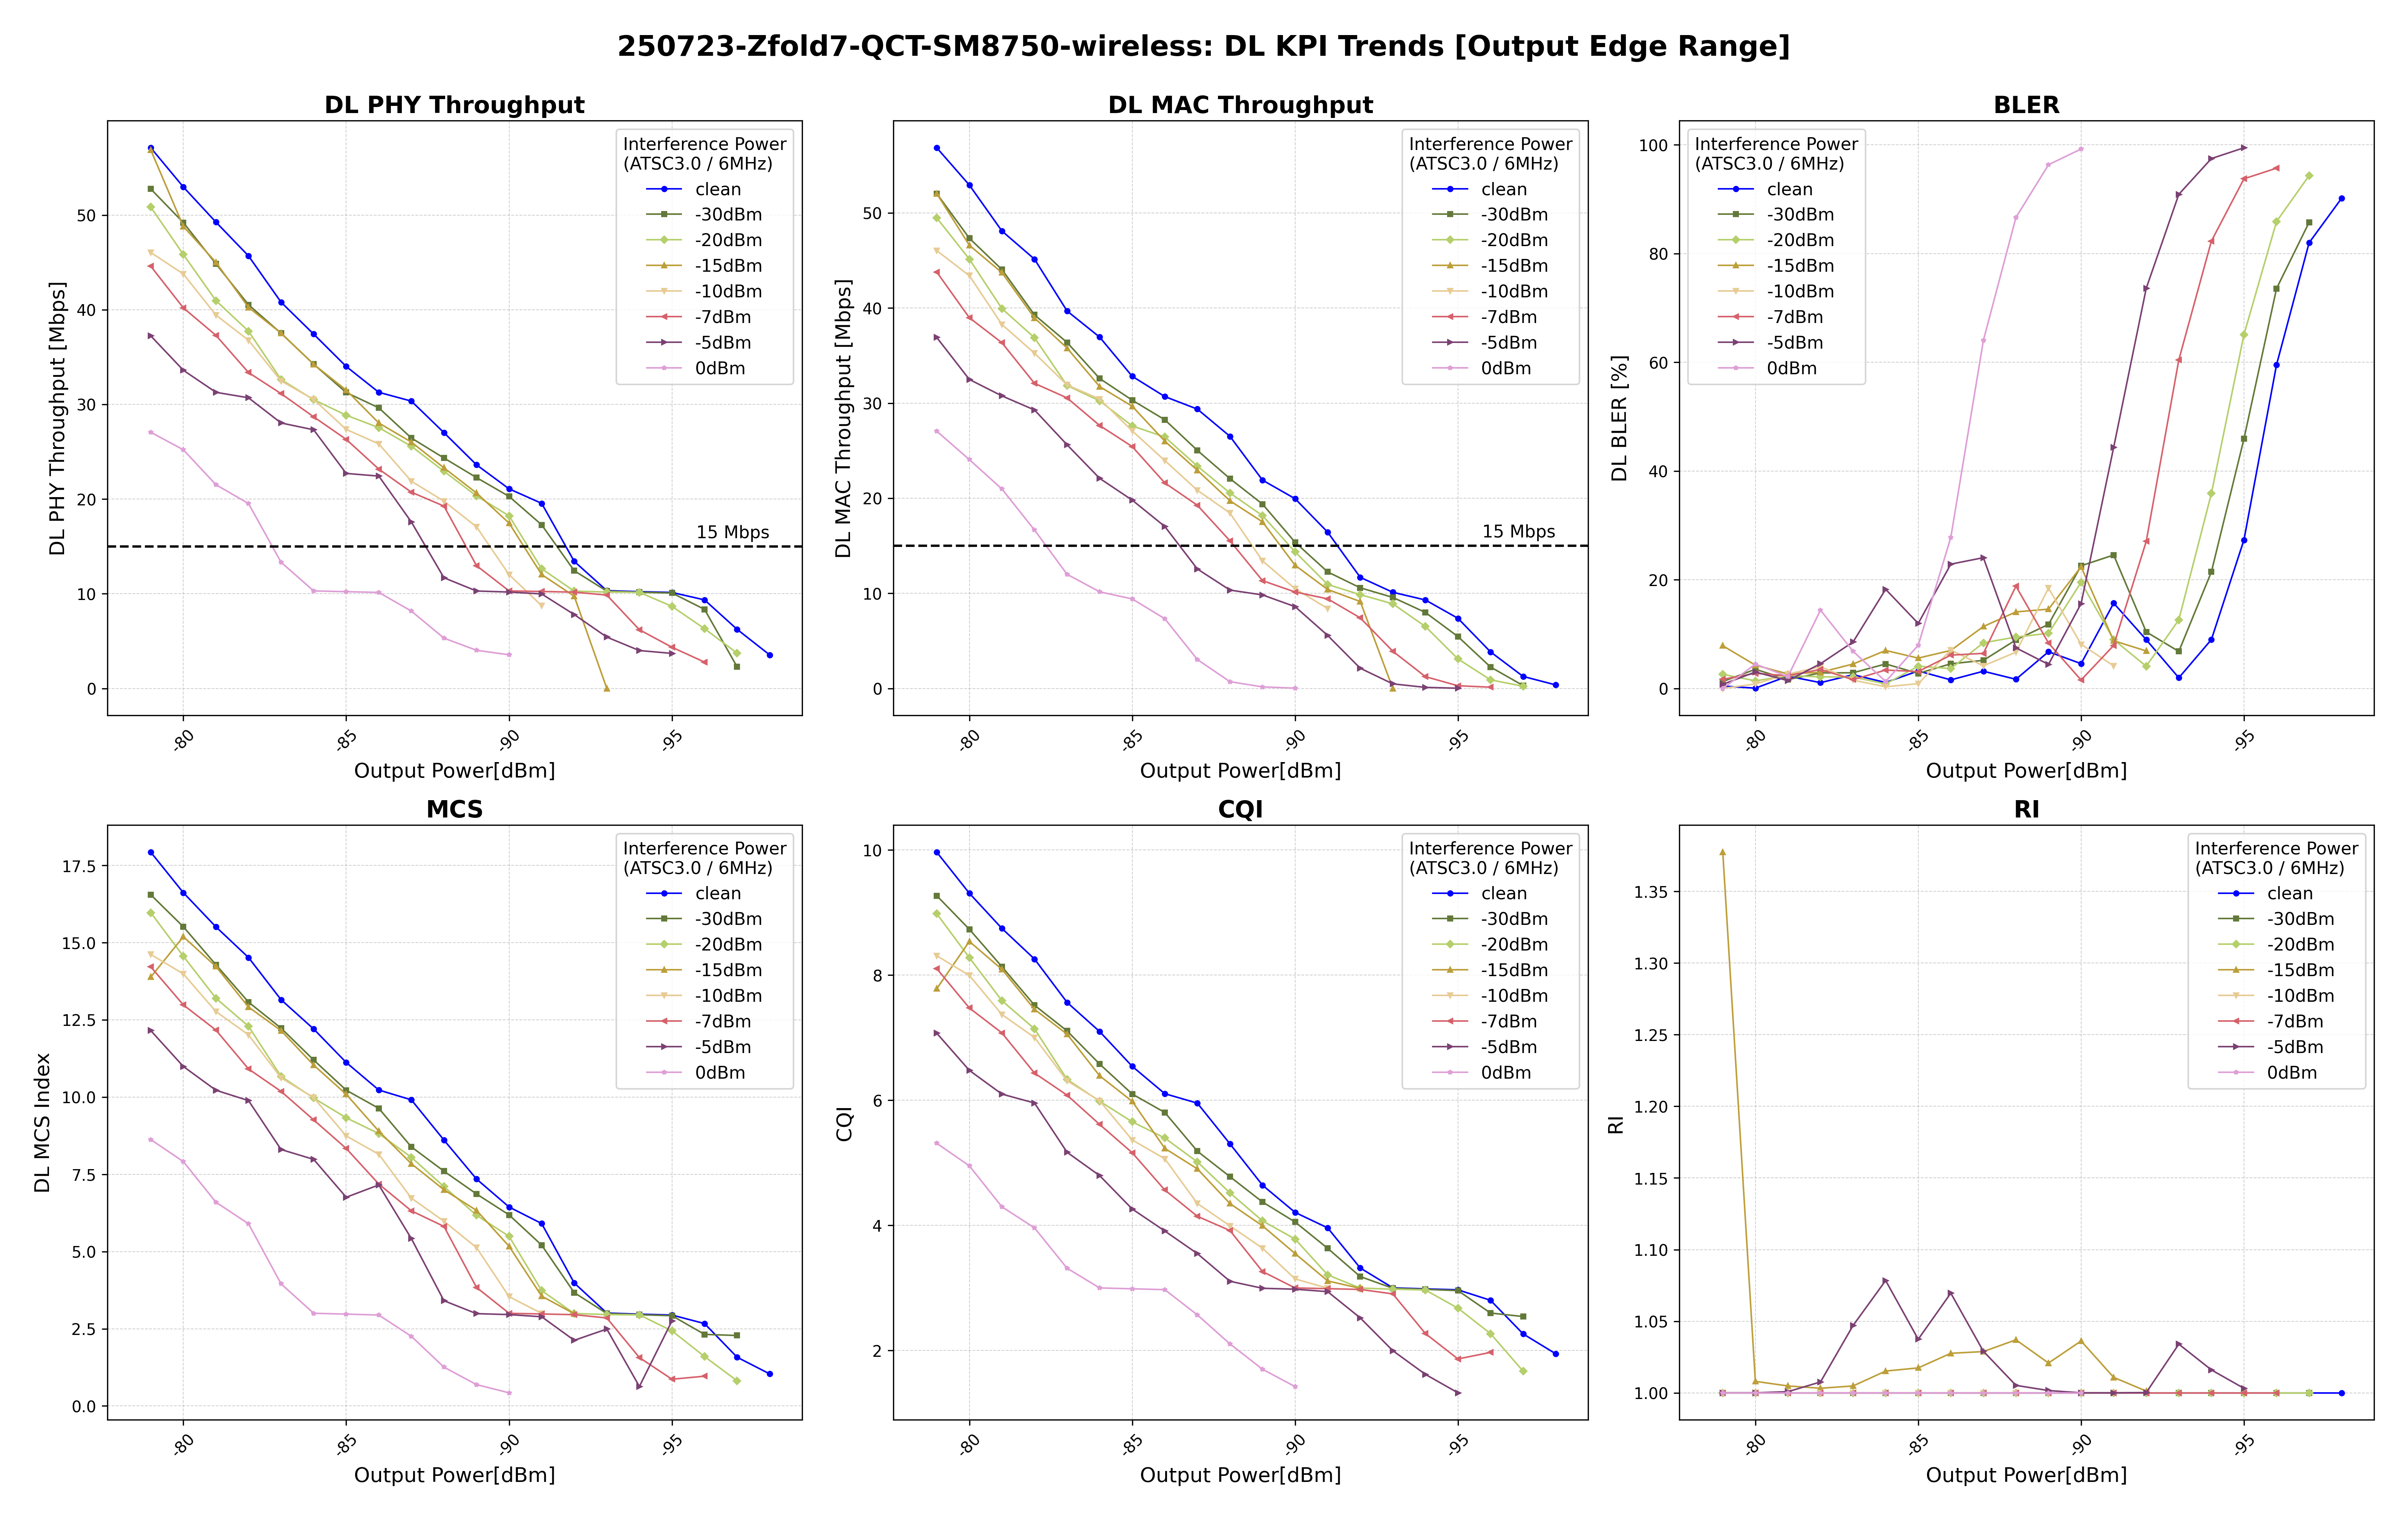 250723-Zfold7-QCT-SM8750-wireless: DL KPI Trends [Output Edge Range]
DL PHY Throughput
DL PHY Throughput [Mbps]
50
40
30
20
10
0
15 Mbps
Interference Power
(ATSC3.0 / 6MHz)
clean
-30dBm
-20dBm
-15dBm
-10dBm
-7dBm
-5dBm
0dBm
-80
-85
-90
-95
Output Power[dBm]
DL MAC Throughput
DL MAC Throughput [Mbps]
50
40
30
20
10
0
15 Mbps
Interference Power
(ATSC3.0 / 6MHz)
clean
-30dBm
-20dBm
-15dBm
-10dBm
-7dBm
-5dBm
0dBm
-80
-85
-90
-95
Output Power[dBm]
BLER
DL BLER [%]
100
80
60
40
20
0
Interference Power
(ATSC3.0 / 6MHz)
clean
-30dBm
-20dBm
-15dBm
-10dBm
-7dBm
-5dBm
0dBm
-80
-85
-90
-95
Output Power[dBm]
MCS
DL MCS Index
17.5
15.0
12.5
10.0
7.5
5.0
2.5
0.0
Interference Power
(ATSC3.0 / 6MHz)
clean
-30dBm
-20dBm
-15dBm
-10dBm
-7dBm
-5dBm
0dBm
-80
-85
-90
-95
Output Power[dBm]
CQI
CQI
10
8
6
4
2
Interference Power
(ATSC3.0 / 6MHz)
clean
-30dBm
-20dBm
-15dBm
-10dBm
-7dBm
-5dBm
0dBm
-80
-85
-90
-95
Output Power[dBm]
RI
RI
1.35
1.30
1.25
1.20
1.15
1.10
1.05
1.00
Interference Power
(ATSC3.0 / 6MHz)
clean
-30dBm
-20dBm
-15dBm
-10dBm
-7dBm
-5dBm
0dBm
-80
-85
-90
-95
Output Power[dBm]